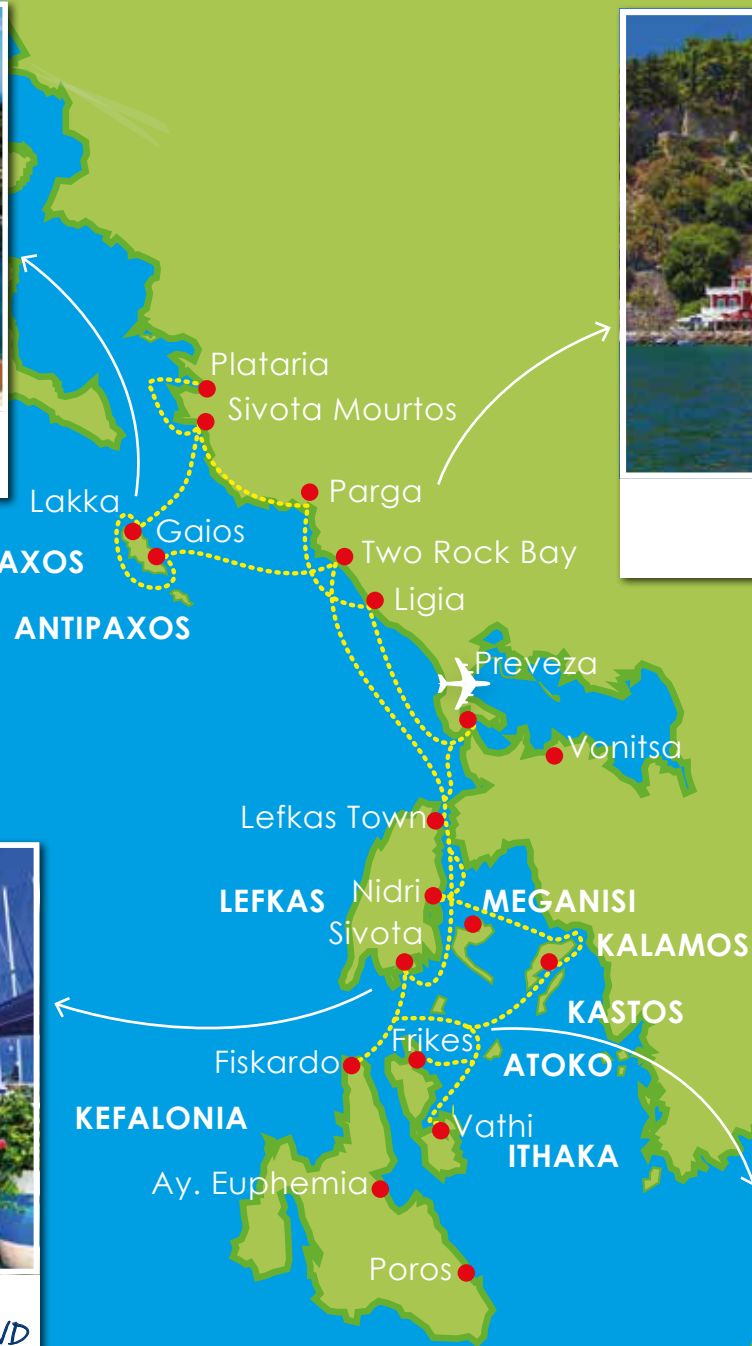 Plataria
Sivota Mourtos
Parga
Lakka
Gaios
AXOS
Two Rock Bay
ANTIPAXOS
Ligia
Preveza
Vonitsa
Lefkas Town
LEFKAS
Nidri
MEGANISI
Sivota
KALAMOS
KASTOS
Frikes
Fiskardo
ATOKO
KEFALONIA
Vathi
ITHAKA
Ay. Euphemia
Poros
ND